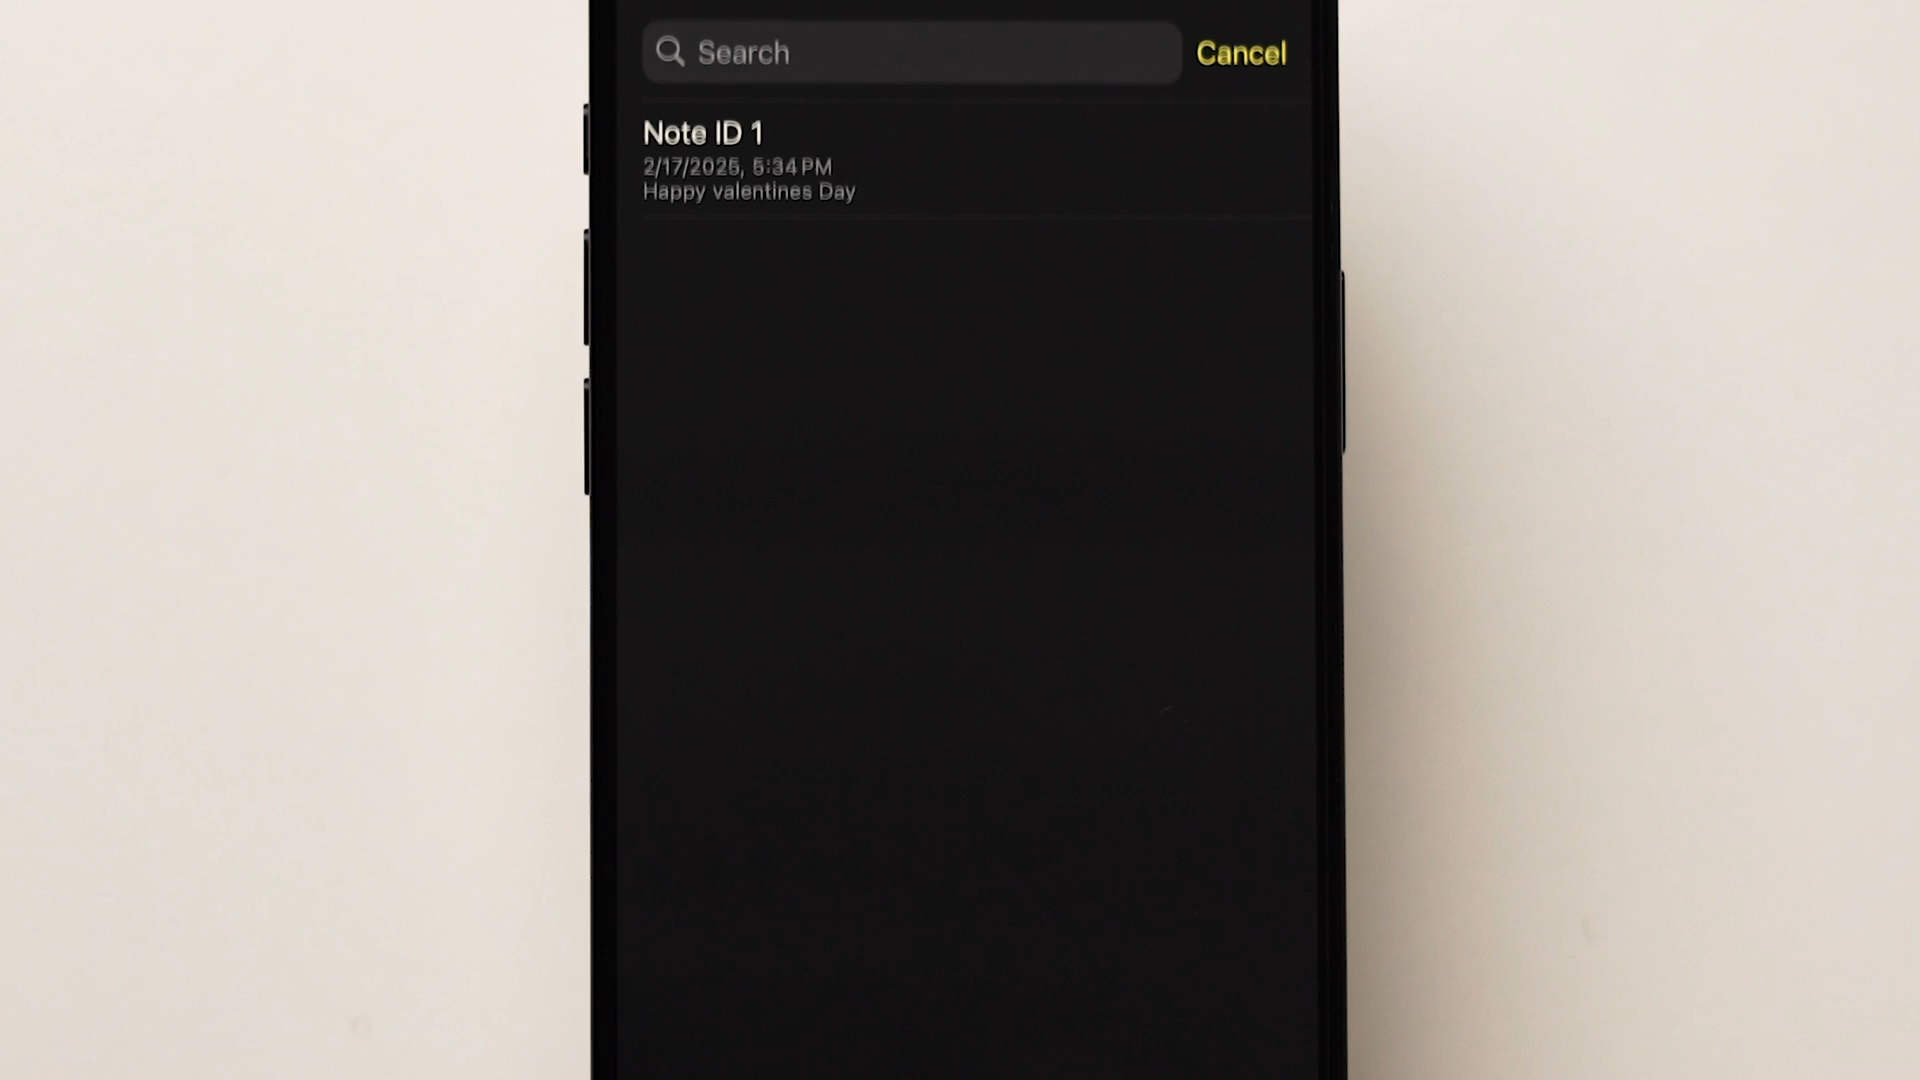 Search
Cancel
Note ID 1
2/17/2025, 5:34 PM
Happy valentines Day